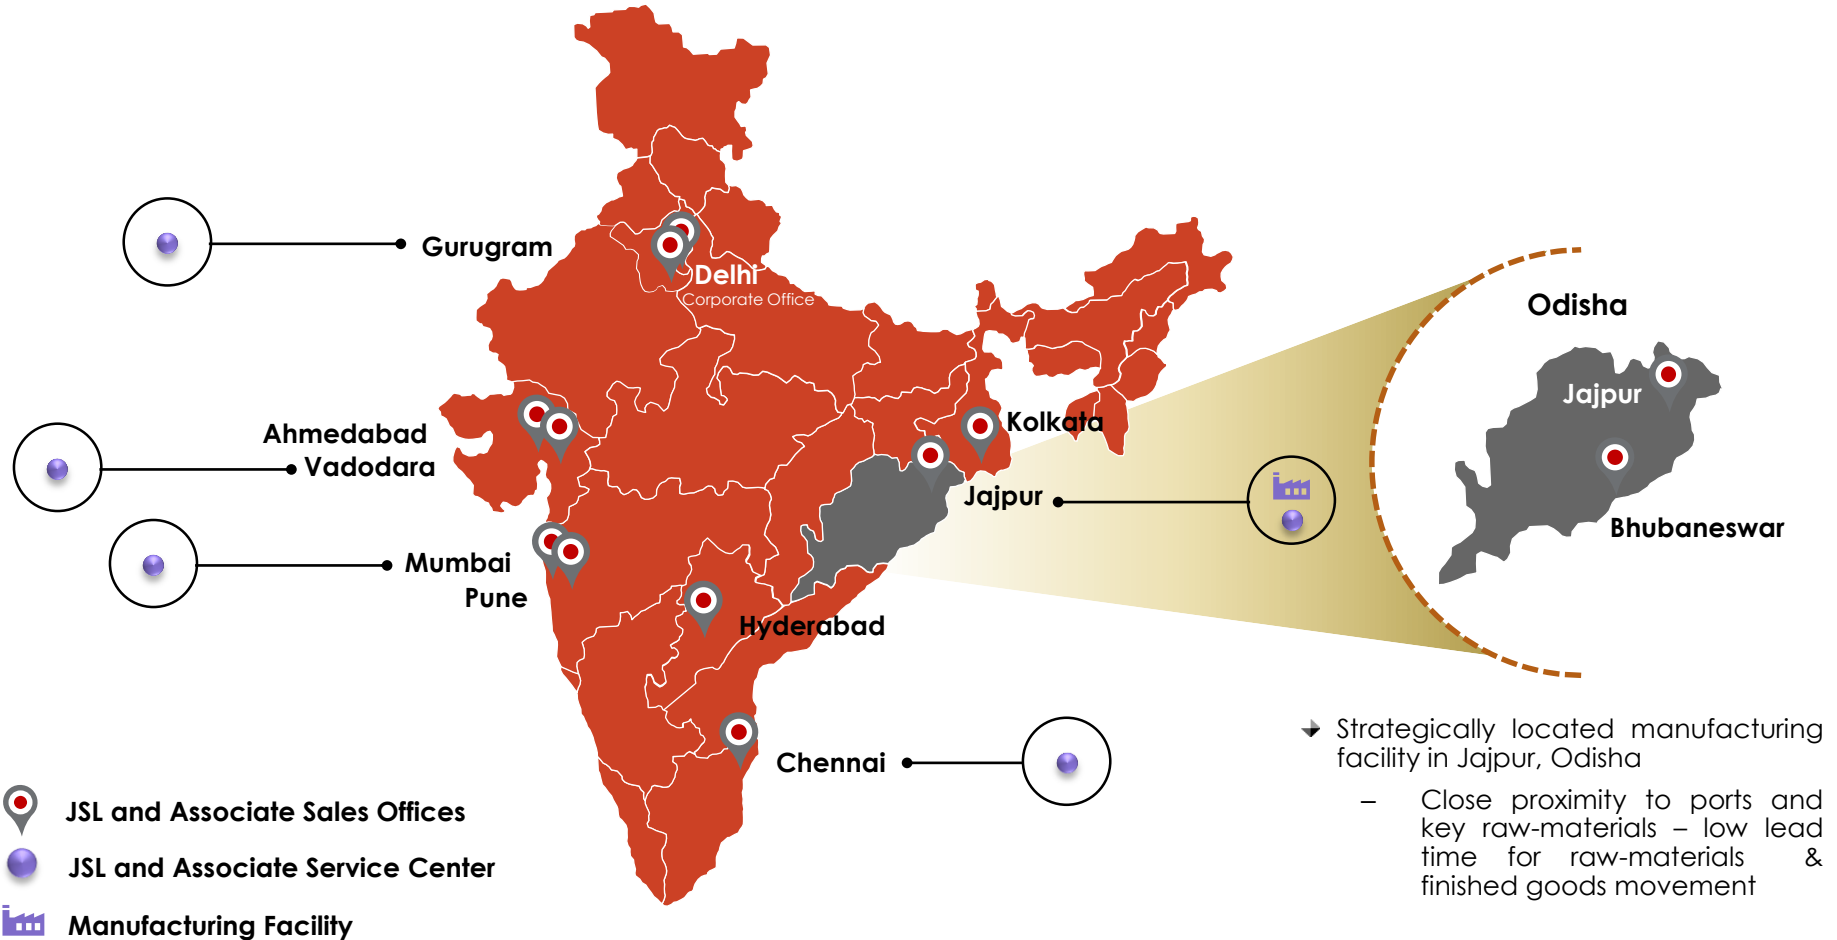 Gurugram
Delhi
Corporate Office
Odisha
Jajpur
Bhubaneswar
Ahmedabad
Vadodara
Kolkata
Jajpur
Mumbai
Pune
Hyderabad
Chennai
JSL and Associate Sales Offices
JSL and Associate Service Center
Manufacturing Facility
Strategically located manufacturing
facility in Jajpur, Odisha
– Close proximity to ports and
key raw-materials – low lead
time for raw-materials &
finished goods movement